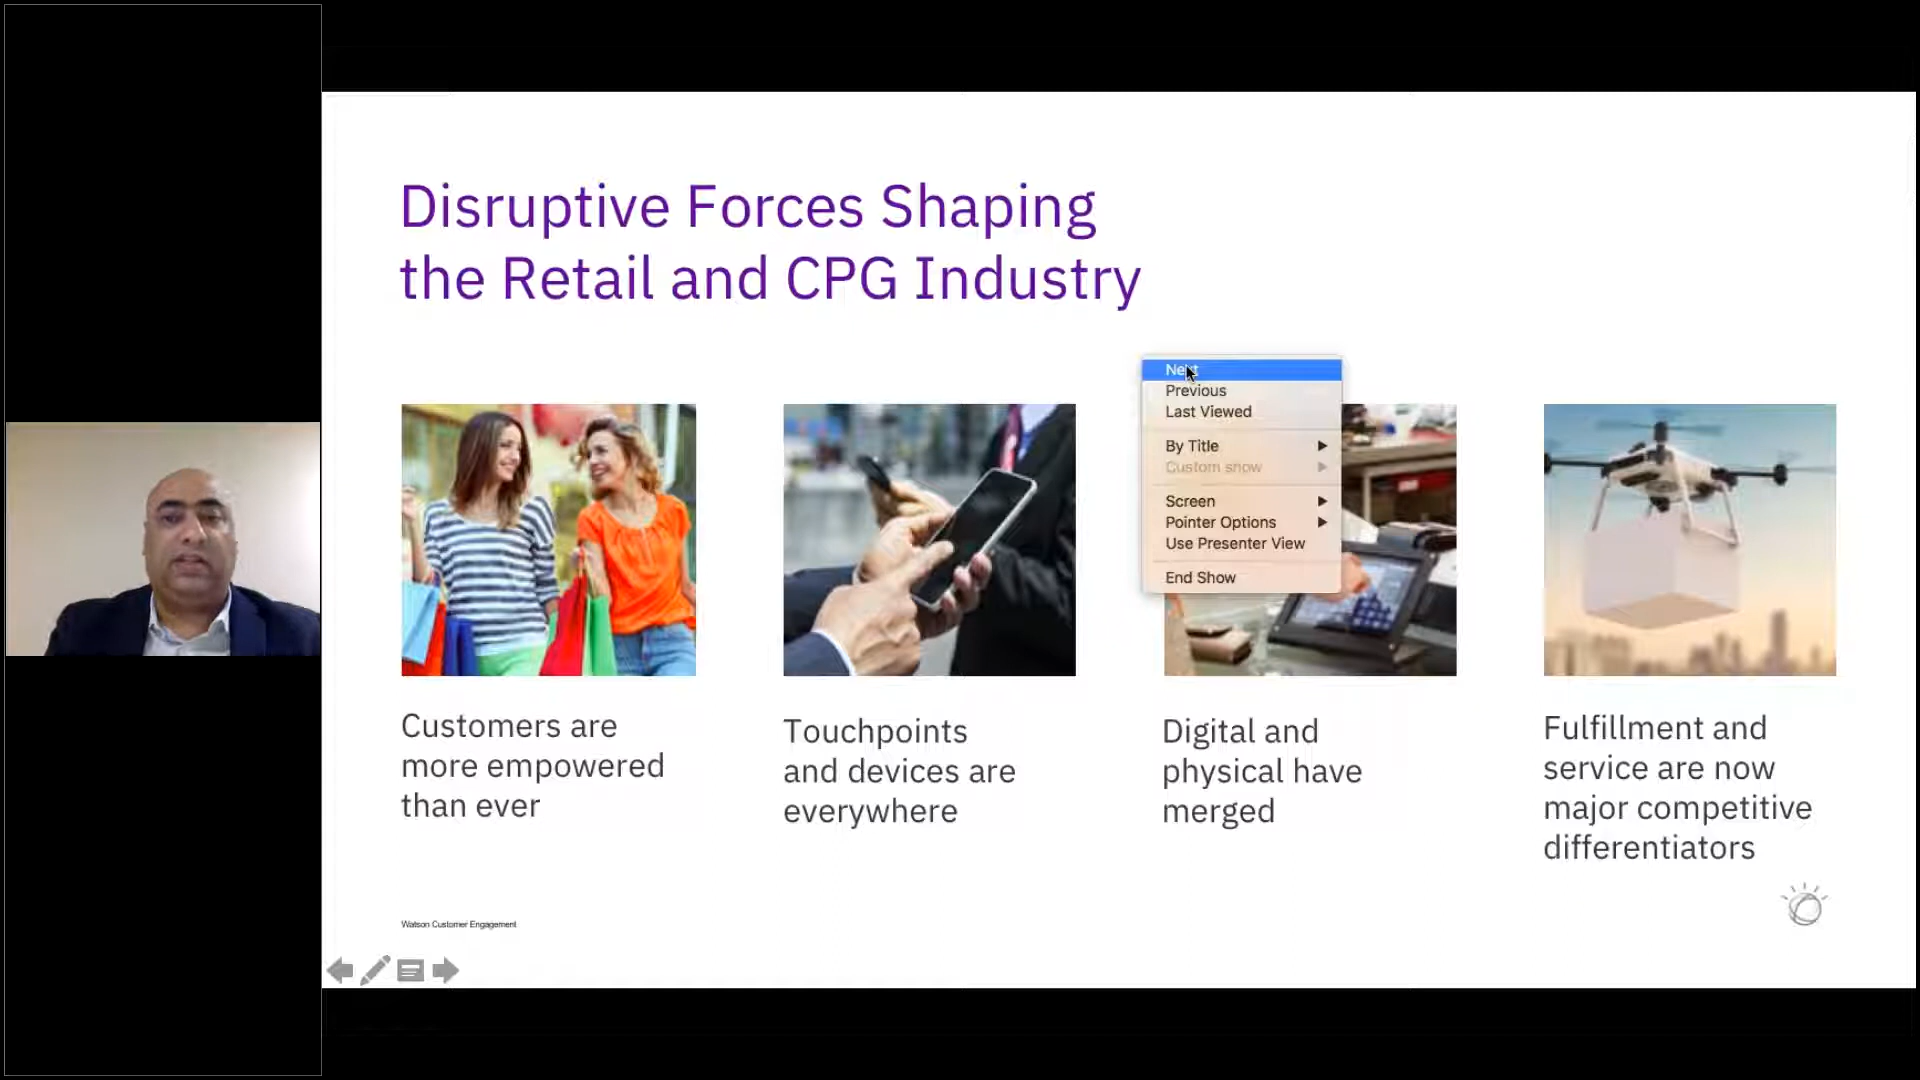 Disruptive Forces Shaping
the Retail and CPG Industry
Next
Previous
Last Viewed
By Title
Custom show
Screen
Pointer Options
Use Presenter View
End Show
Customers are
more empowered
than ever
Touchpoints
and devices are
everywhere
Digital and
physical have
merged
Fulfillment and
service are now
major competitive
differentiators
Watson Customer Engagement